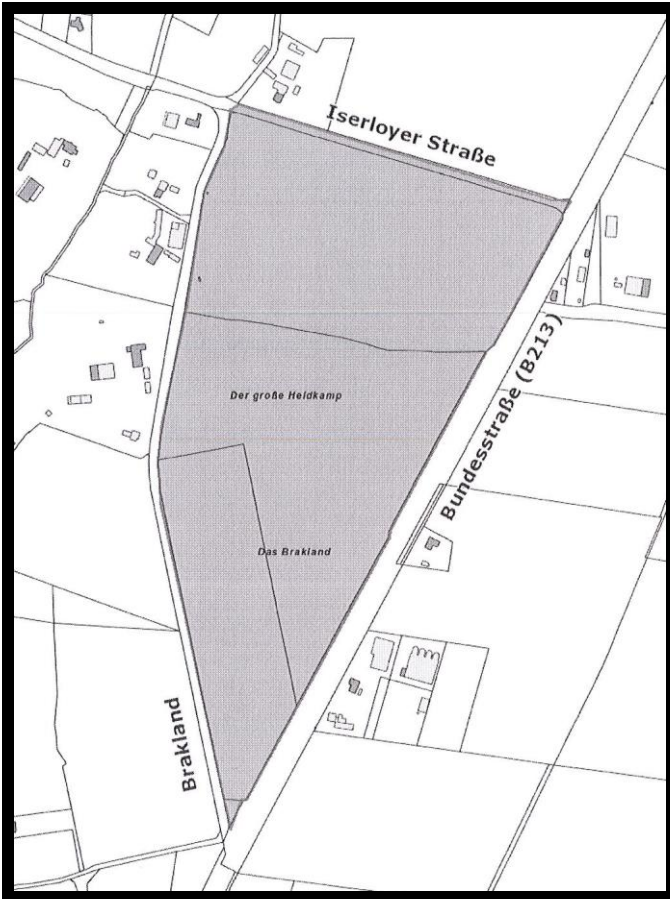 Iserloyer Straße
Bundesstraße (B213)
Der große Heidkamp
Das Brakland
Brakland